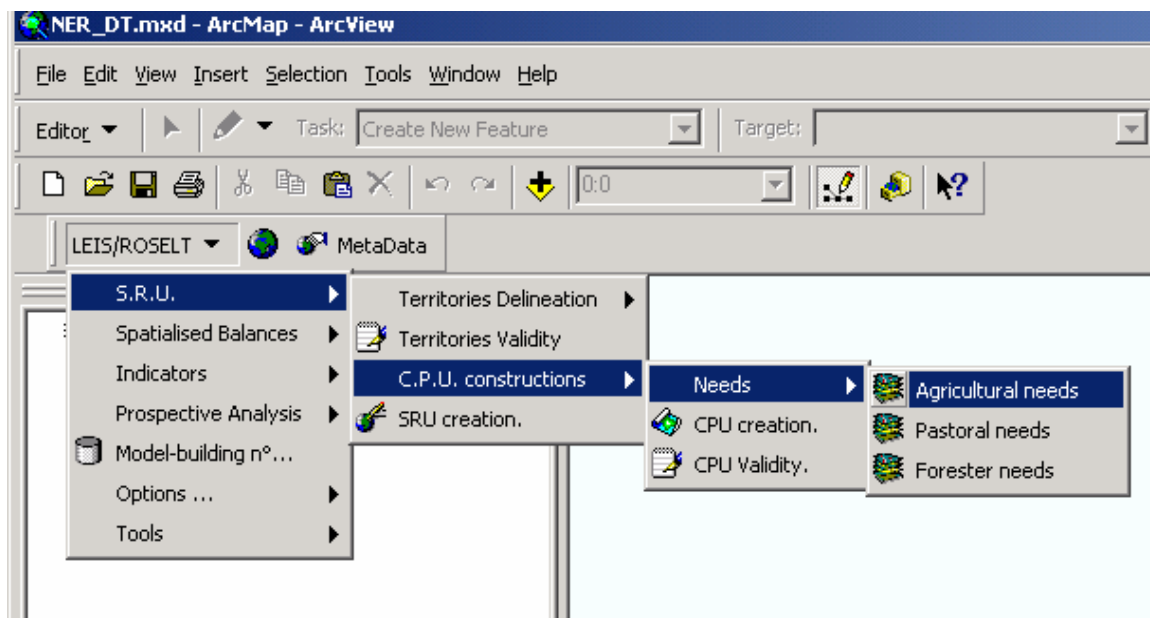 NER_DT.mxd - ArcMap - ArcView
File Edit View Insert Selection Tools Window Help
Editor Task: Create New Feature Target:
0:0
LEIS/ROSELT MetaData
S.R.U.
Spatialised Balances
Indicators
Prospective Analysis
Model-building n°...
Options ...
Tools
Territories Delineation
Territories Validity
C.P.U. constructions
SRU creation.
Needs
CPU creation.
CPU Validity.
Agricultural needs
Pastoral needs
Forester needs